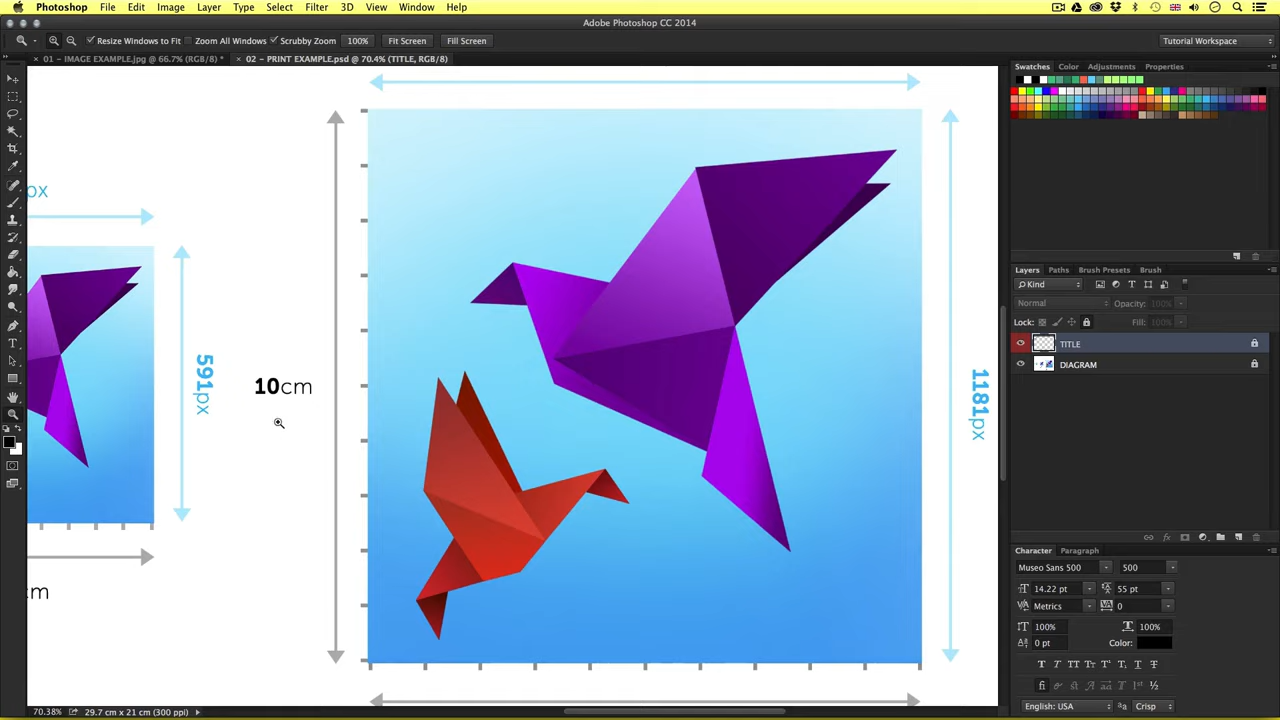 Photoshop File Edit Image Layer Type Select Filter 3D View Window Help
Adobe Photoshop CC 2014
Resize Windows to Fit Zoom All Windows Scrubby Zoom 100% Fit Screen Fill Screen Tutorial Workspace
01 – IMAGE EXAMPLE.jpg @ 66.7% (RGB/8) * 02 – PRINT EXAMPLE.psd @ 70.4% (TITLE, RGB/8)
Swatches Color Adjustments Properties
px
591px
10cm
1181px
cm
Layers Paths Brush Presets Brush
Kind
Normal Opacity: 100%
Lock: Fill: 100%
TITLE
DIAGRAM
Character Paragraph
Museo Sans 500 500
14.22 pt 55 pt
Metrics 0
100% 100%
0 pt Color:
English: USA Crisp
70.38% 29.7 cm x 21 cm (300 ppi)